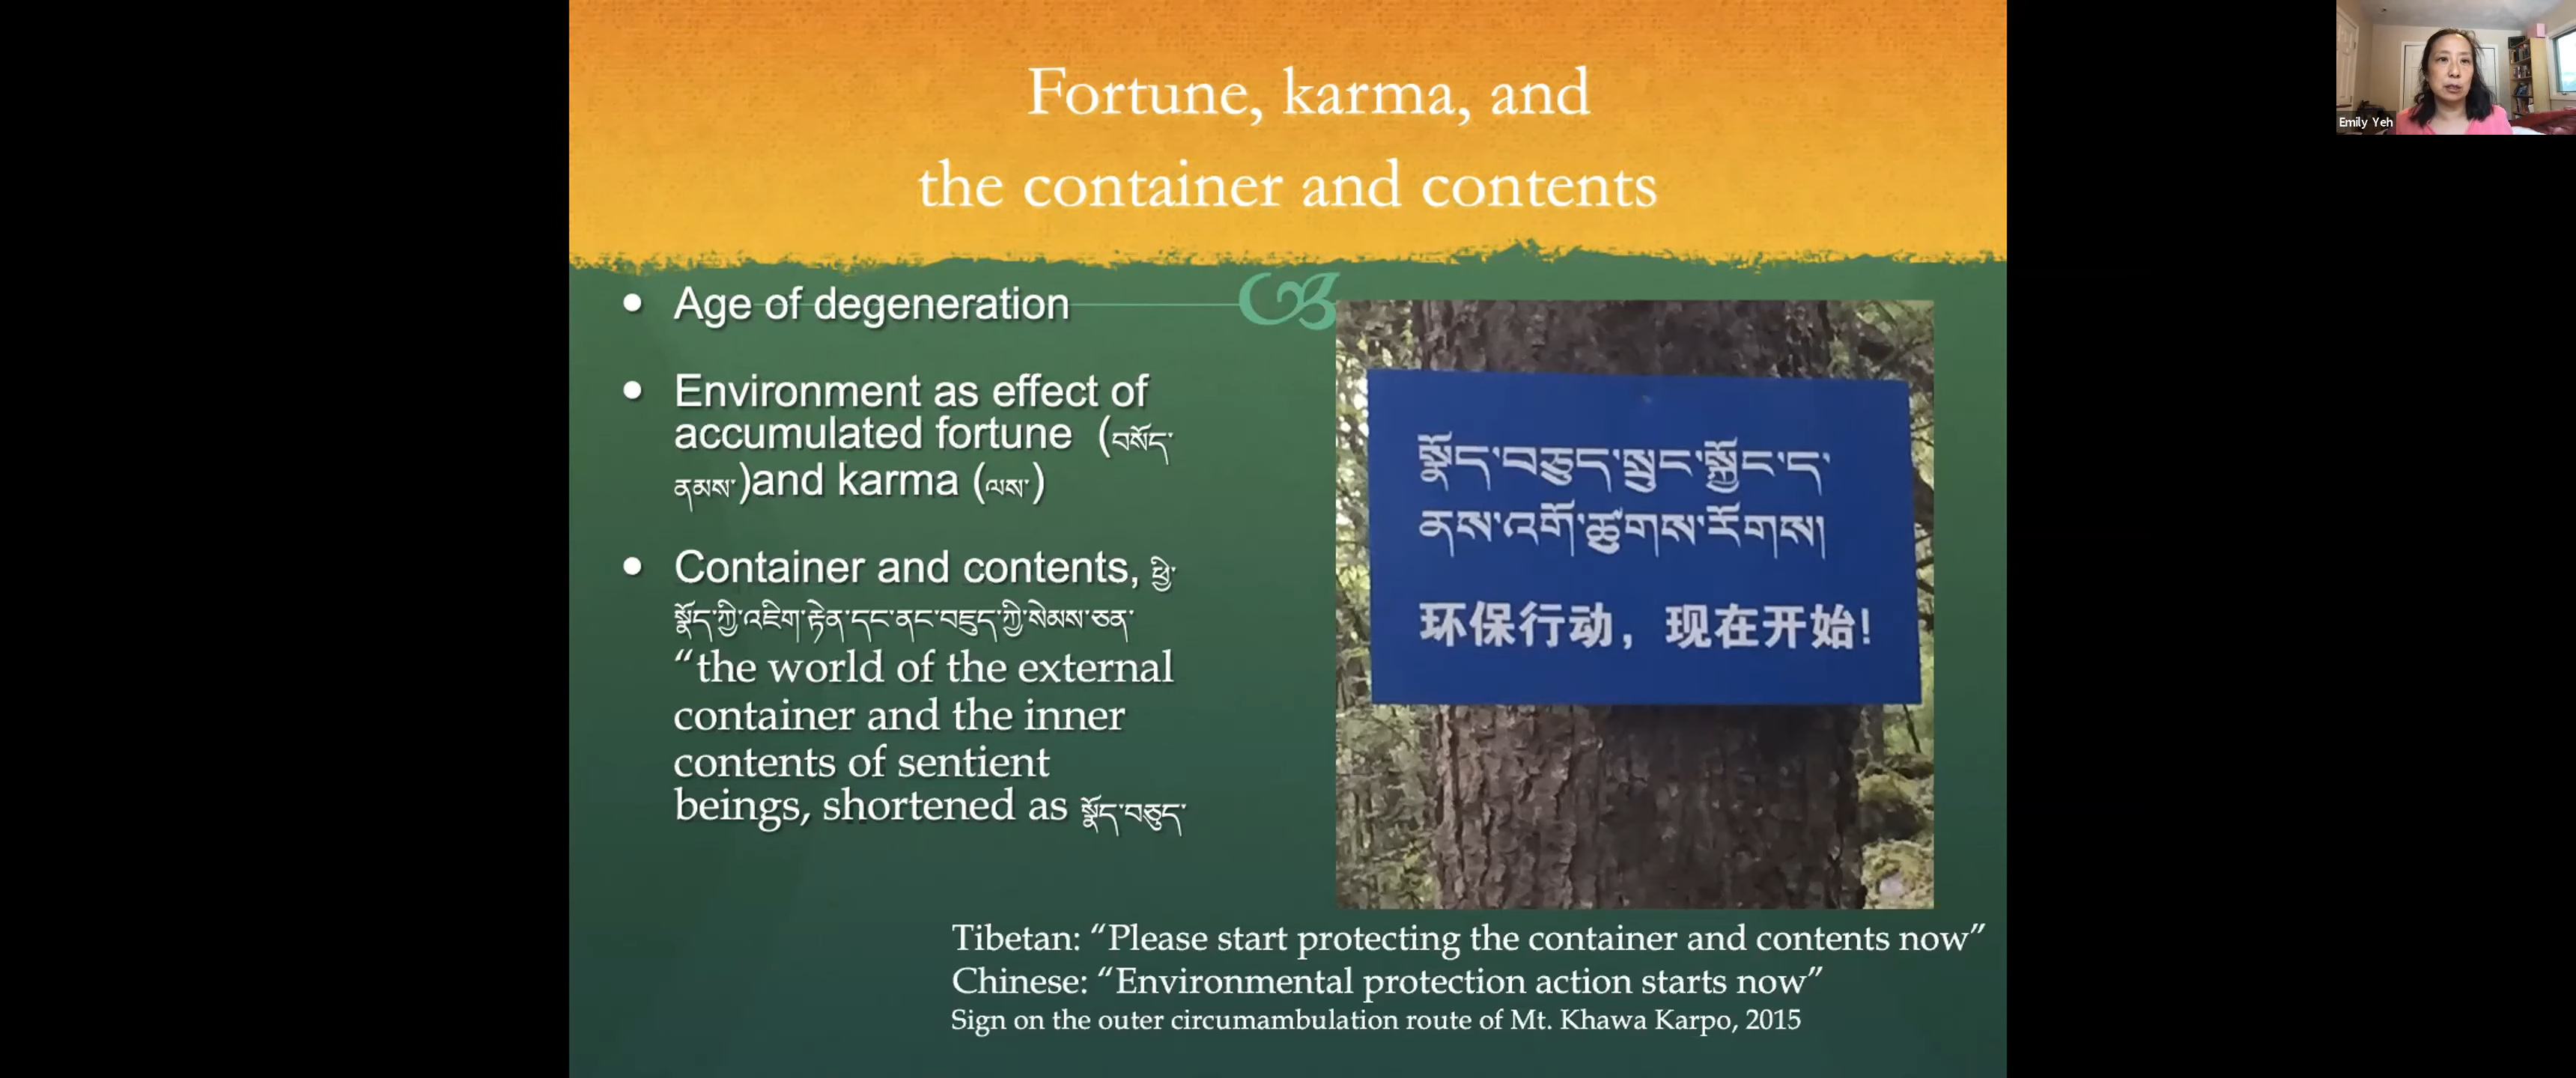 Fortune, karma, and
the container and contents
• Age of degeneration
• Environment as effect of
accumulated fortune (བསོད་
ནམས་)and karma (ལས་)
• Container and contents, ཕྱི་
སྣོད་ཀྱི་འཇིག་རྟེན་དང་ནང་བཅུད་ཀྱི་སེམས་ཅན་
“the world of the external
container and the inner
contents of sentient
beings, shortened as སྣོད་བཅུད་
སྣོད་བཅུད་སྲུང་སྐྱོང་ད་
ནས་འགོ་ཚུགས་རོགས།
环保行动，现在开始!
Tibetan: “Please start protecting the container and contents now”
Chinese: “Environmental protection action starts now”
Sign on the outer circumambulation route of Mt. Khawa Karpo, 2015
Emily Yeh